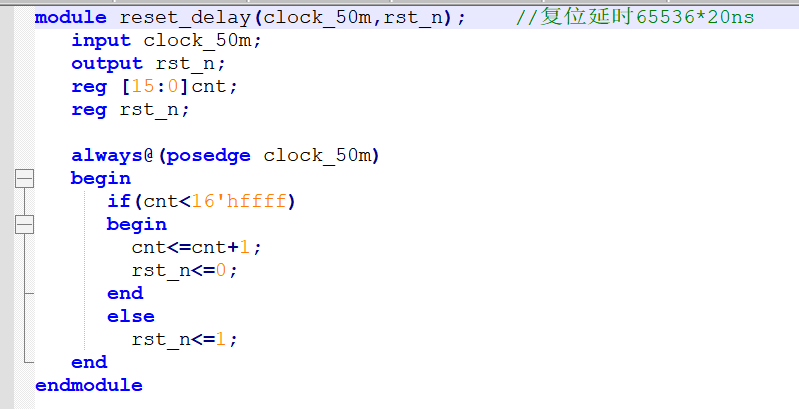 module reset_delay(clock_50m,rst_n);    //复位延时65536*20ns
   input clock_50m;
   output rst_n;
   reg [15:0]cnt;
   reg rst_n;

   always@(posedge clock_50m)
   begin
      if(cnt<16'hffff)
      begin
        cnt<=cnt+1;
        rst_n<=0;
      end
      else
        rst_n<=1;
   end
endmodule